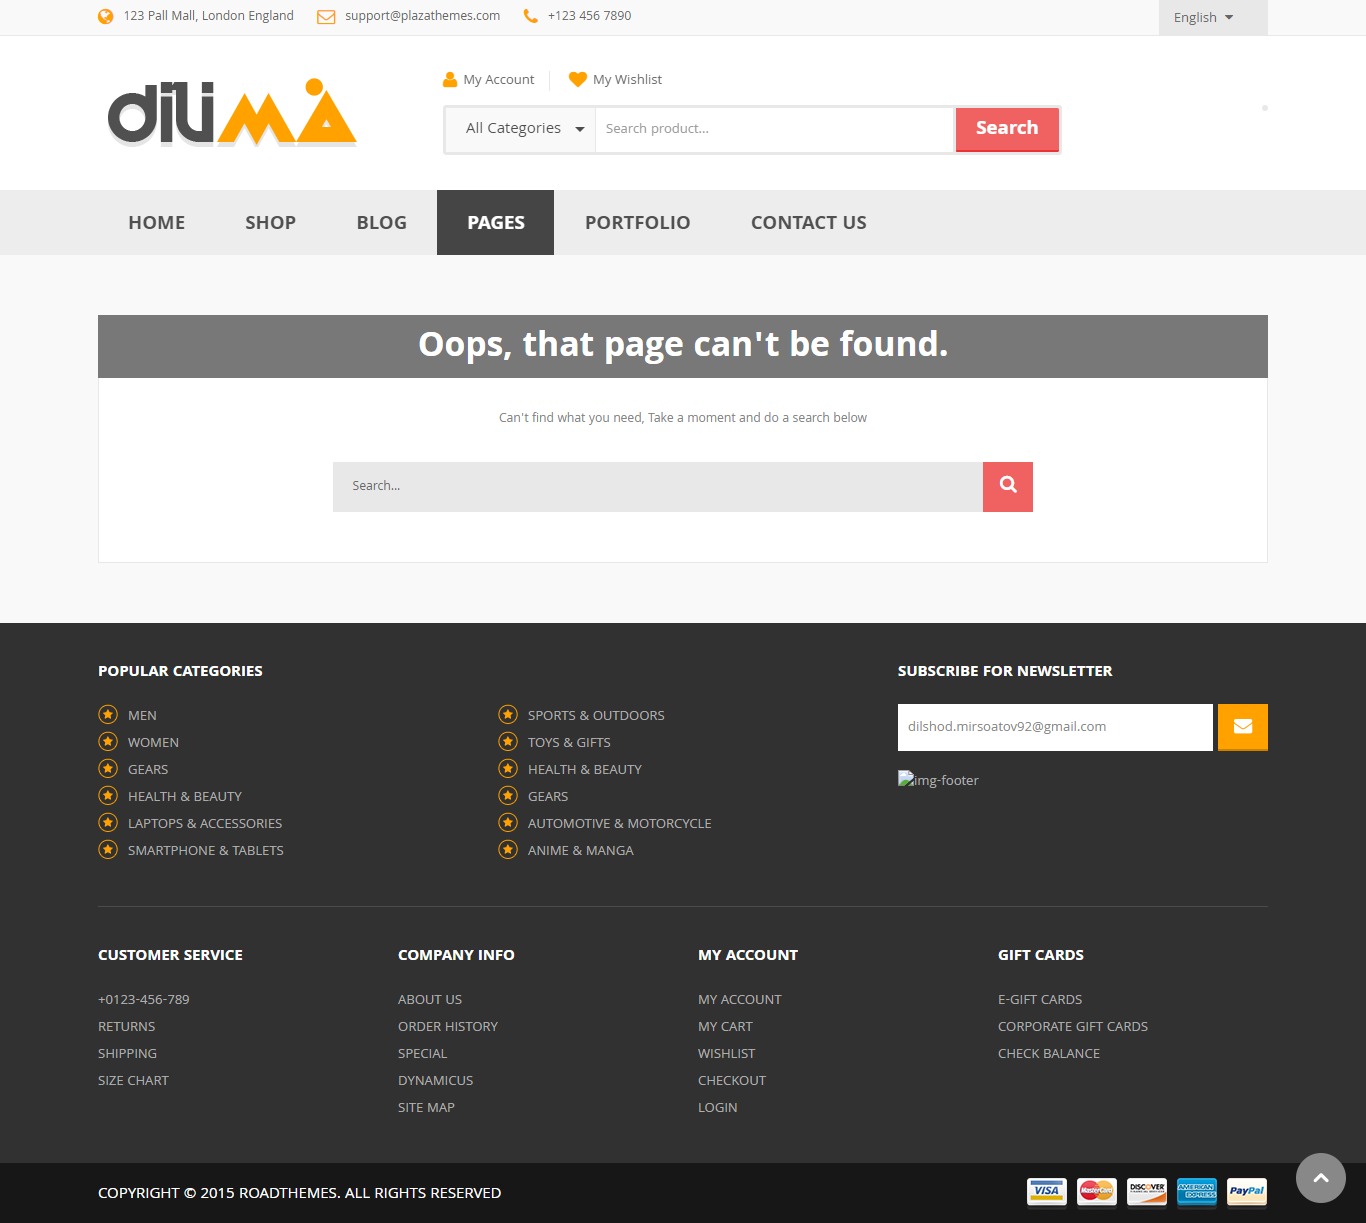 123 Pall Mall, London England support@plazathemes.com +123 456 7890 English
diliMA
My Account My Wishlist
All Categories Search product... Search
HOME SHOP BLOG PAGES PORTFOLIO CONTACT US
Oops, that page can't be found.
Can't find what you need, Take a moment and do a search below
Search...
POPULAR CATEGORIES
MEN
WOMEN
GEARS
HEALTH & BEAUTY
LAPTOPS & ACCESSORIES
SMARTPHONE & TABLETS
SPORTS & OUTDOORS
TOYS & GIFTS
HEALTH & BEAUTY
GEARS
AUTOMOTIVE & MOTORCYCLE
ANIME & MANGA
SUBSCRIBE FOR NEWSLETTER
dilshod.mirsoatov92@gmail.com
img-footer
CUSTOMER SERVICE
+0123-456-789
RETURNS
SHIPPING
SIZE CHART
COMPANY INFO
ABOUT US
ORDER HISTORY
SPECIAL
DYNAMICUS
SITE MAP
MY ACCOUNT
MY ACCOUNT
MY CART
WISHLIST
CHECKOUT
LOGIN
GIFT CARDS
E-GIFT CARDS
CORPORATE GIFT CARDS
CHECK BALANCE
COPYRIGHT © 2015 ROADTHEMES. ALL RIGHTS RESERVED
VISA MasterCard DISCOVER AMERICAN EXPRESS PayPal